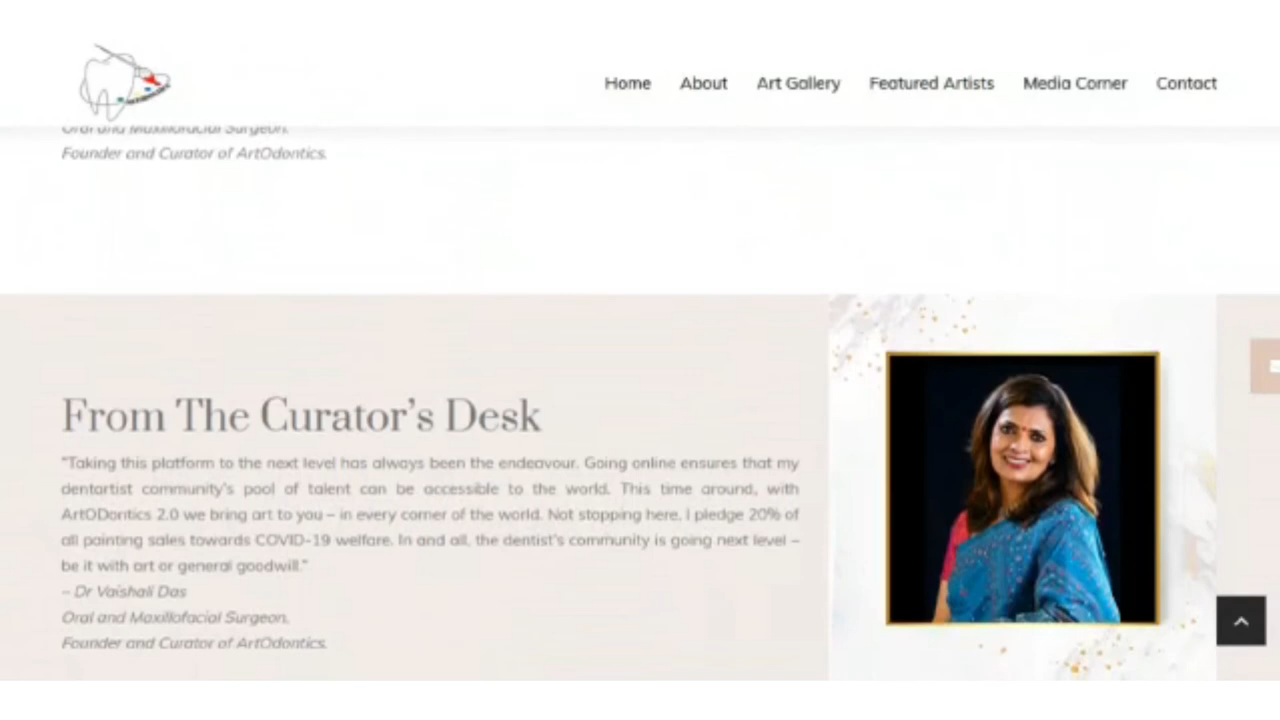 Home About Art Gallery Featured Artists Media Corner Contact
Oral and Maxillofacial Surgeon,
Founder and Curator of ArtOdontics.
From The Curator's Desk
"Taking this platform to the next level has always been the endeavour. Going online ensures that my
dentartist community's pool of talent can be accessible to the world. This time around, with
ArtODontics 2.0 we bring art to you – in every corner of the world. Not stopping here, I pledge 20% of
all painting sales towards COVID-19 welfare. In and all, the dentist's community is going next level –
be it with art or general goodwill."
– Dr Vaishali Das
Oral and Maxillofacial Surgeon,
Founder and Curator of ArtOdontics.